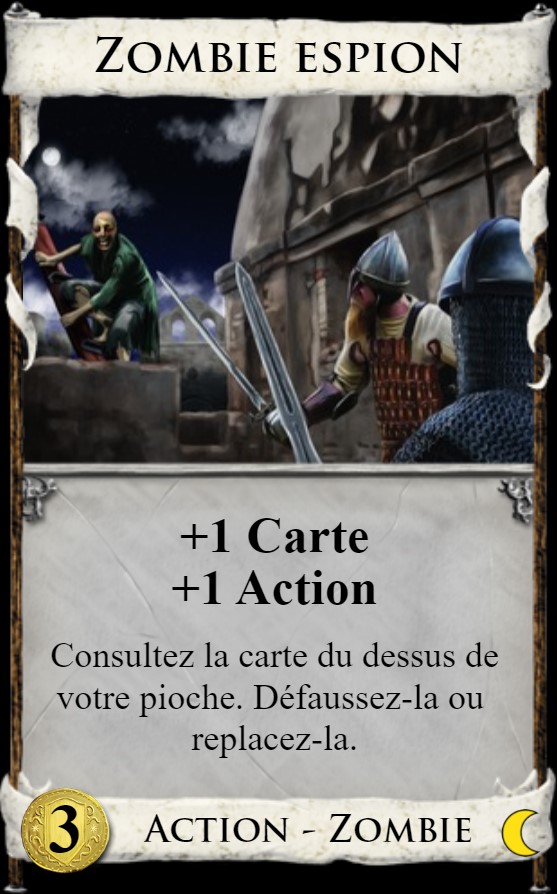 Zombie espion
+1 Carte
+1 Action
Consultez la carte du dessus de
votre pioche. Défaussez-la ou
replacez-la.
3 Action - Zombie